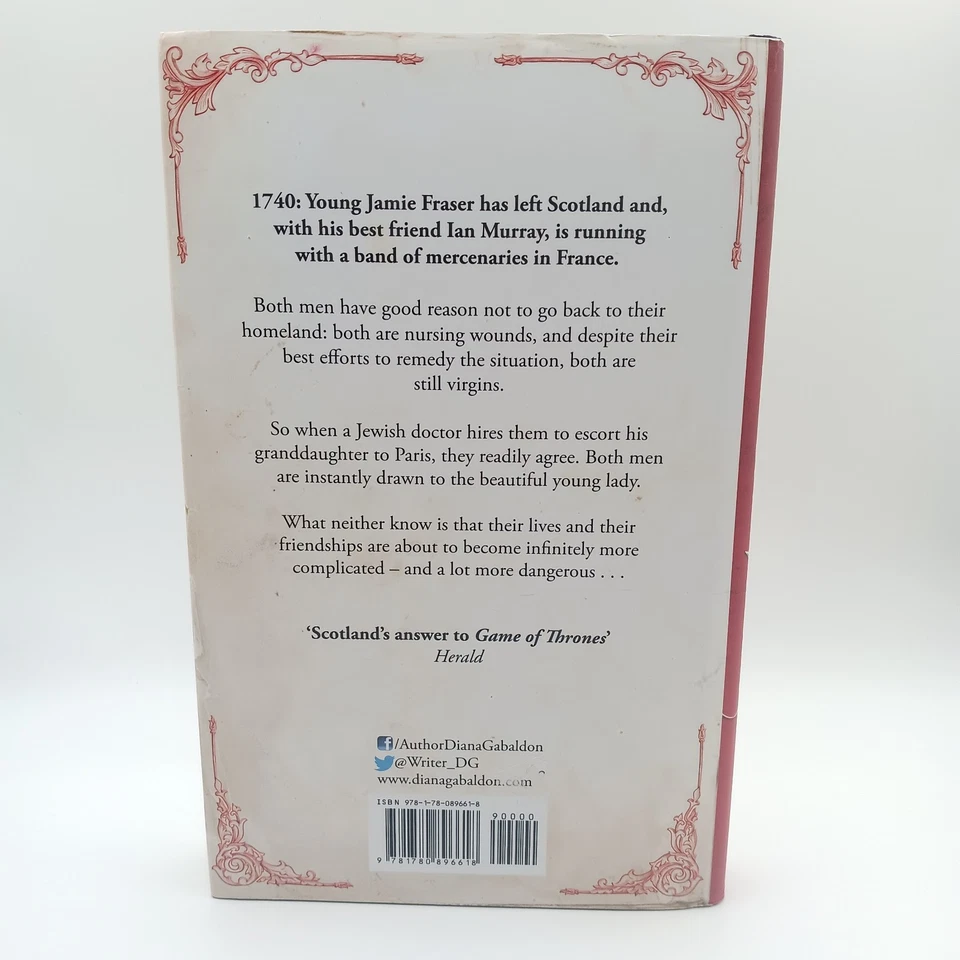 1740: Young Jamie Fraser has left Scotland and,
with his best friend Ian Murray, is running
with a band of mercenaries in France.
Both men have good reason not to go back to their
homeland: both are nursing wounds, and despite their
best efforts to remedy the situation, both are
still virgins.
So when a Jewish doctor hires them to escort his
granddaughter to Paris, they readily agree. Both men
are instantly drawn to the beautiful young lady.
What neither know is that their lives and their
friendships are about to become infinitely more
complicated – and a lot more dangerous . . .
‘Scotland’s answer to Game of Thrones’
Herald
f/AuthorDianaGabaldon
@Writer_DG
www.dianagabaldon.com
ISBN 978-1-78-089661-8
90000
9 781780 896618